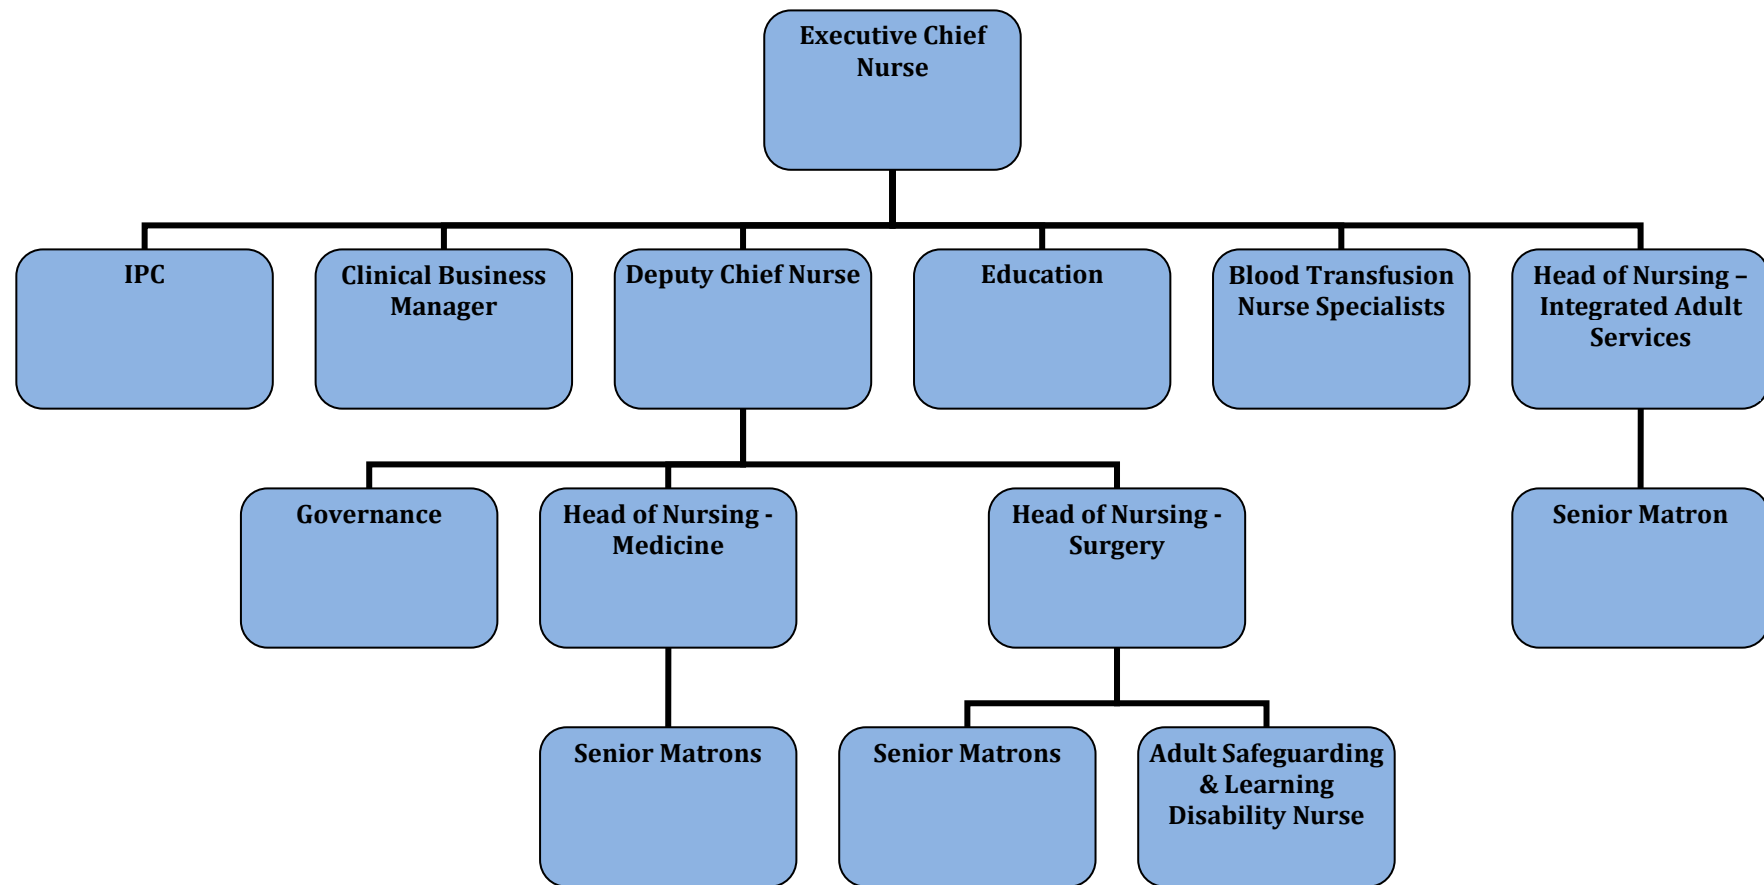 Executive Chief
Nurse
IPC
Clinical Business
Manager
Deputy Chief Nurse
Education
Blood Transfusion
Nurse Specialists
Head of Nursing –
Integrated Adult
Services
Governance
Head of Nursing -
Medicine
Head of Nursing -
Surgery
Senior Matron
Senior Matrons
Senior Matrons
Adult Safeguarding
& Learning
Disability Nurse